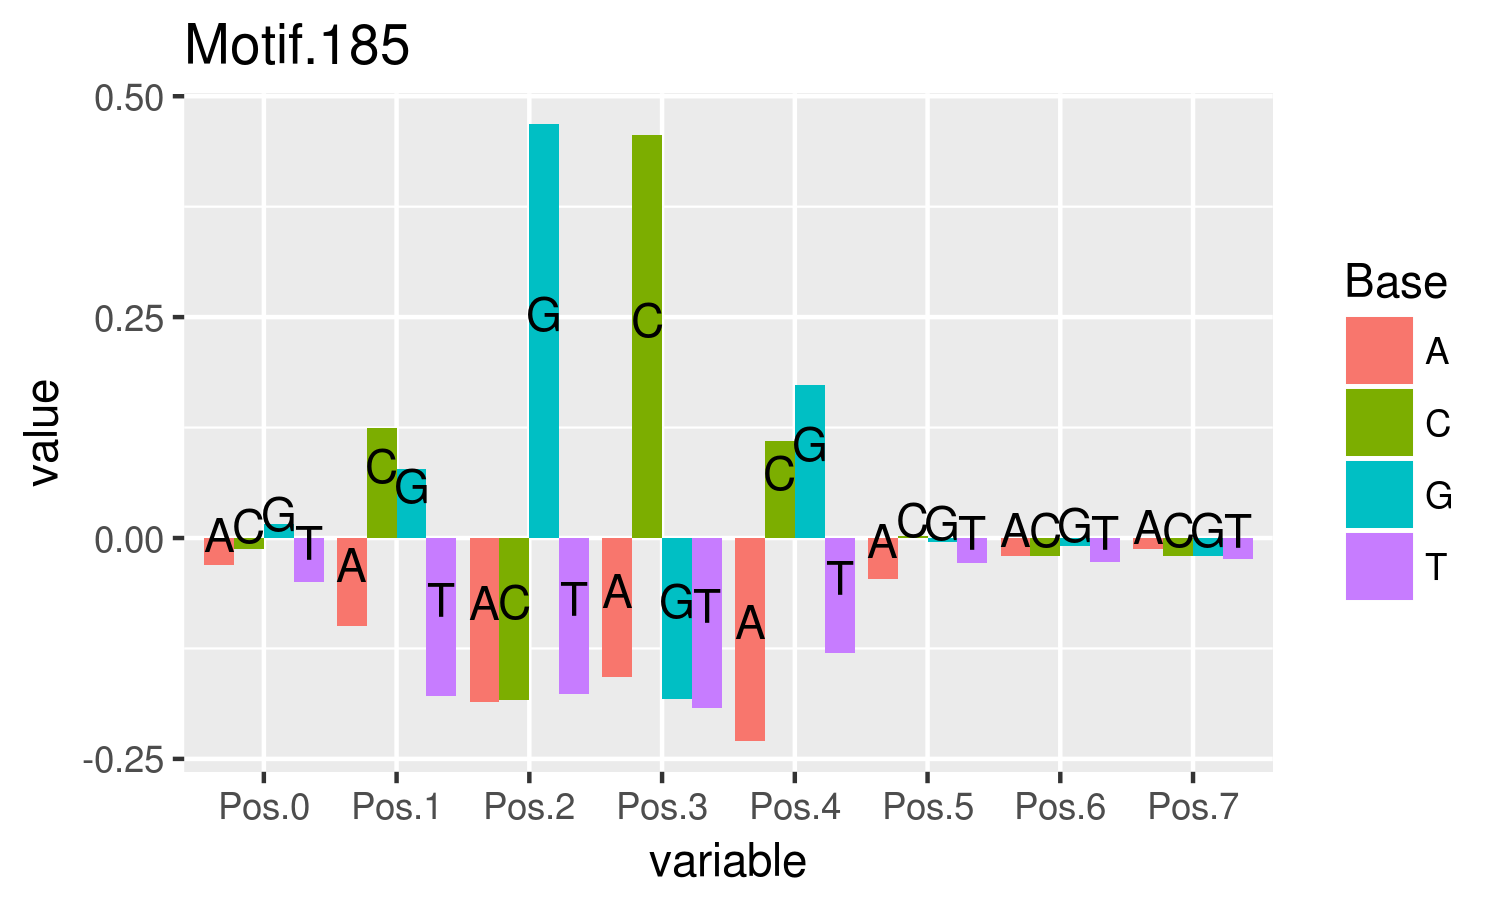 Motif.185
0.50
0.25
0.00
-0.25
value
A C G T
A C G T
A C G T
A C G T
A C G T
A C G T
A C G T
A C G T
Pos.0 Pos.1 Pos.2 Pos.3 Pos.4 Pos.5 Pos.6 Pos.7
variable
Base
A
C
G
T